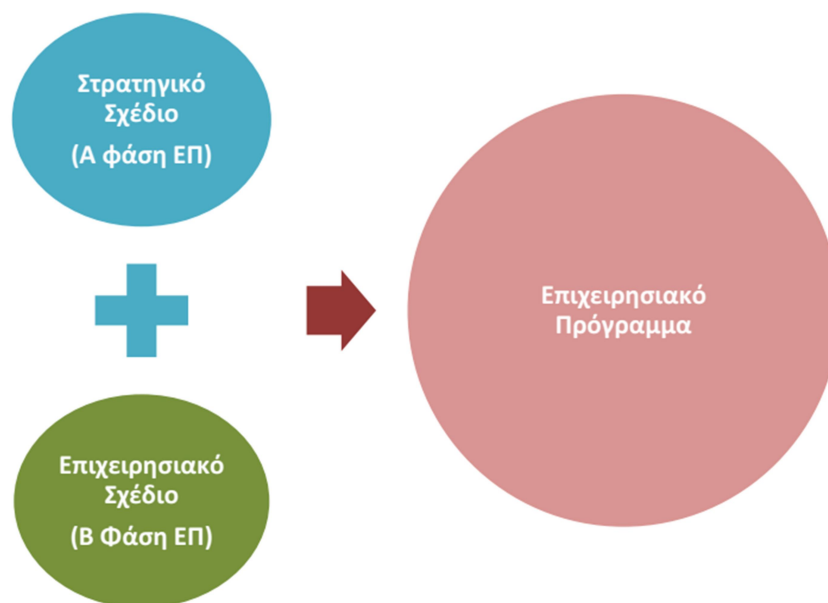 Στρατηγικό
Σχέδιο
(Α φάση ΕΠ)
Επιχειρησιακό
Σχέδιο
(Β Φάση ΕΠ)
Επιχειρησιακό
Πρόγραμμα